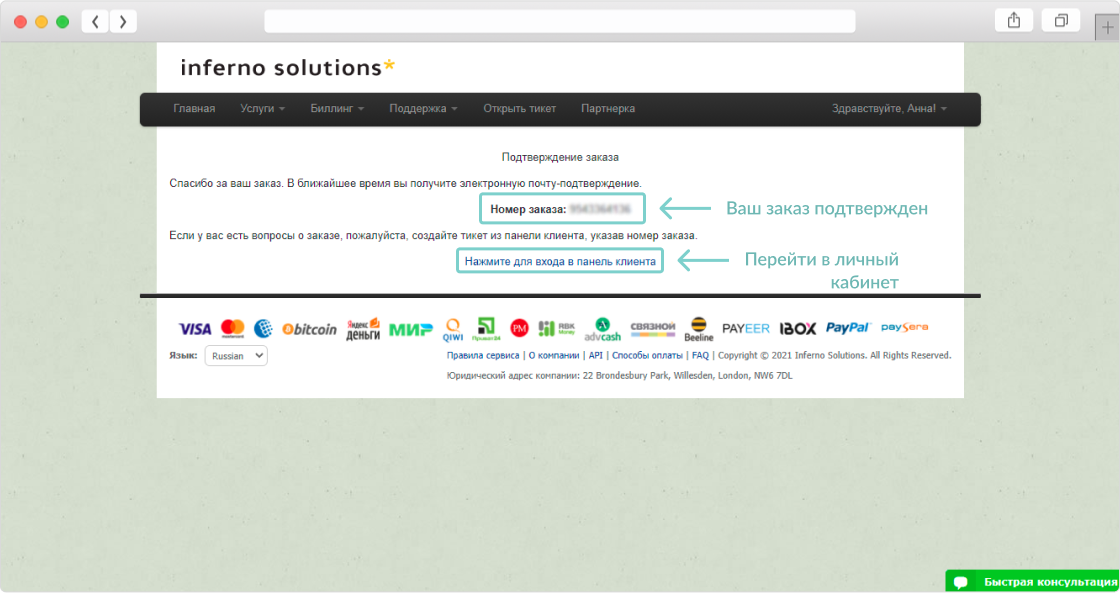 inferno solutions*
Главная Услуги Биллинг Поддержка Открыть тикет Партнерка Здравствуйте, Анна!
Подтверждение заказа
Спасибо за ваш заказ. В ближайшее время вы получите электронную почту-подтверждение.
Номер заказа:
Ваш заказ подтвержден
Если у вас есть вопросы о заказе, пожалуйста, создайте тикет из панели клиента, указав номер заказа.
Нажмите для входа в панель клиента
Перейти в личный
кабинет
VISA mastercard bitcoin Яндекс деньги МИР QIWI Приват24 PM RBK Money advcash СВЯЗНОЙ Beeline PAYEER IBOX PayPal paysera
Язык: Russian
Правила сервиса | О компании | API | Способы оплаты | FAQ | Copyright © 2021 Inferno Solutions. All Rights Reserved.
Юридический адрес компании: 22 Brondesbury Park, Willesden, London, NW6 7DL
Быстрая консультация